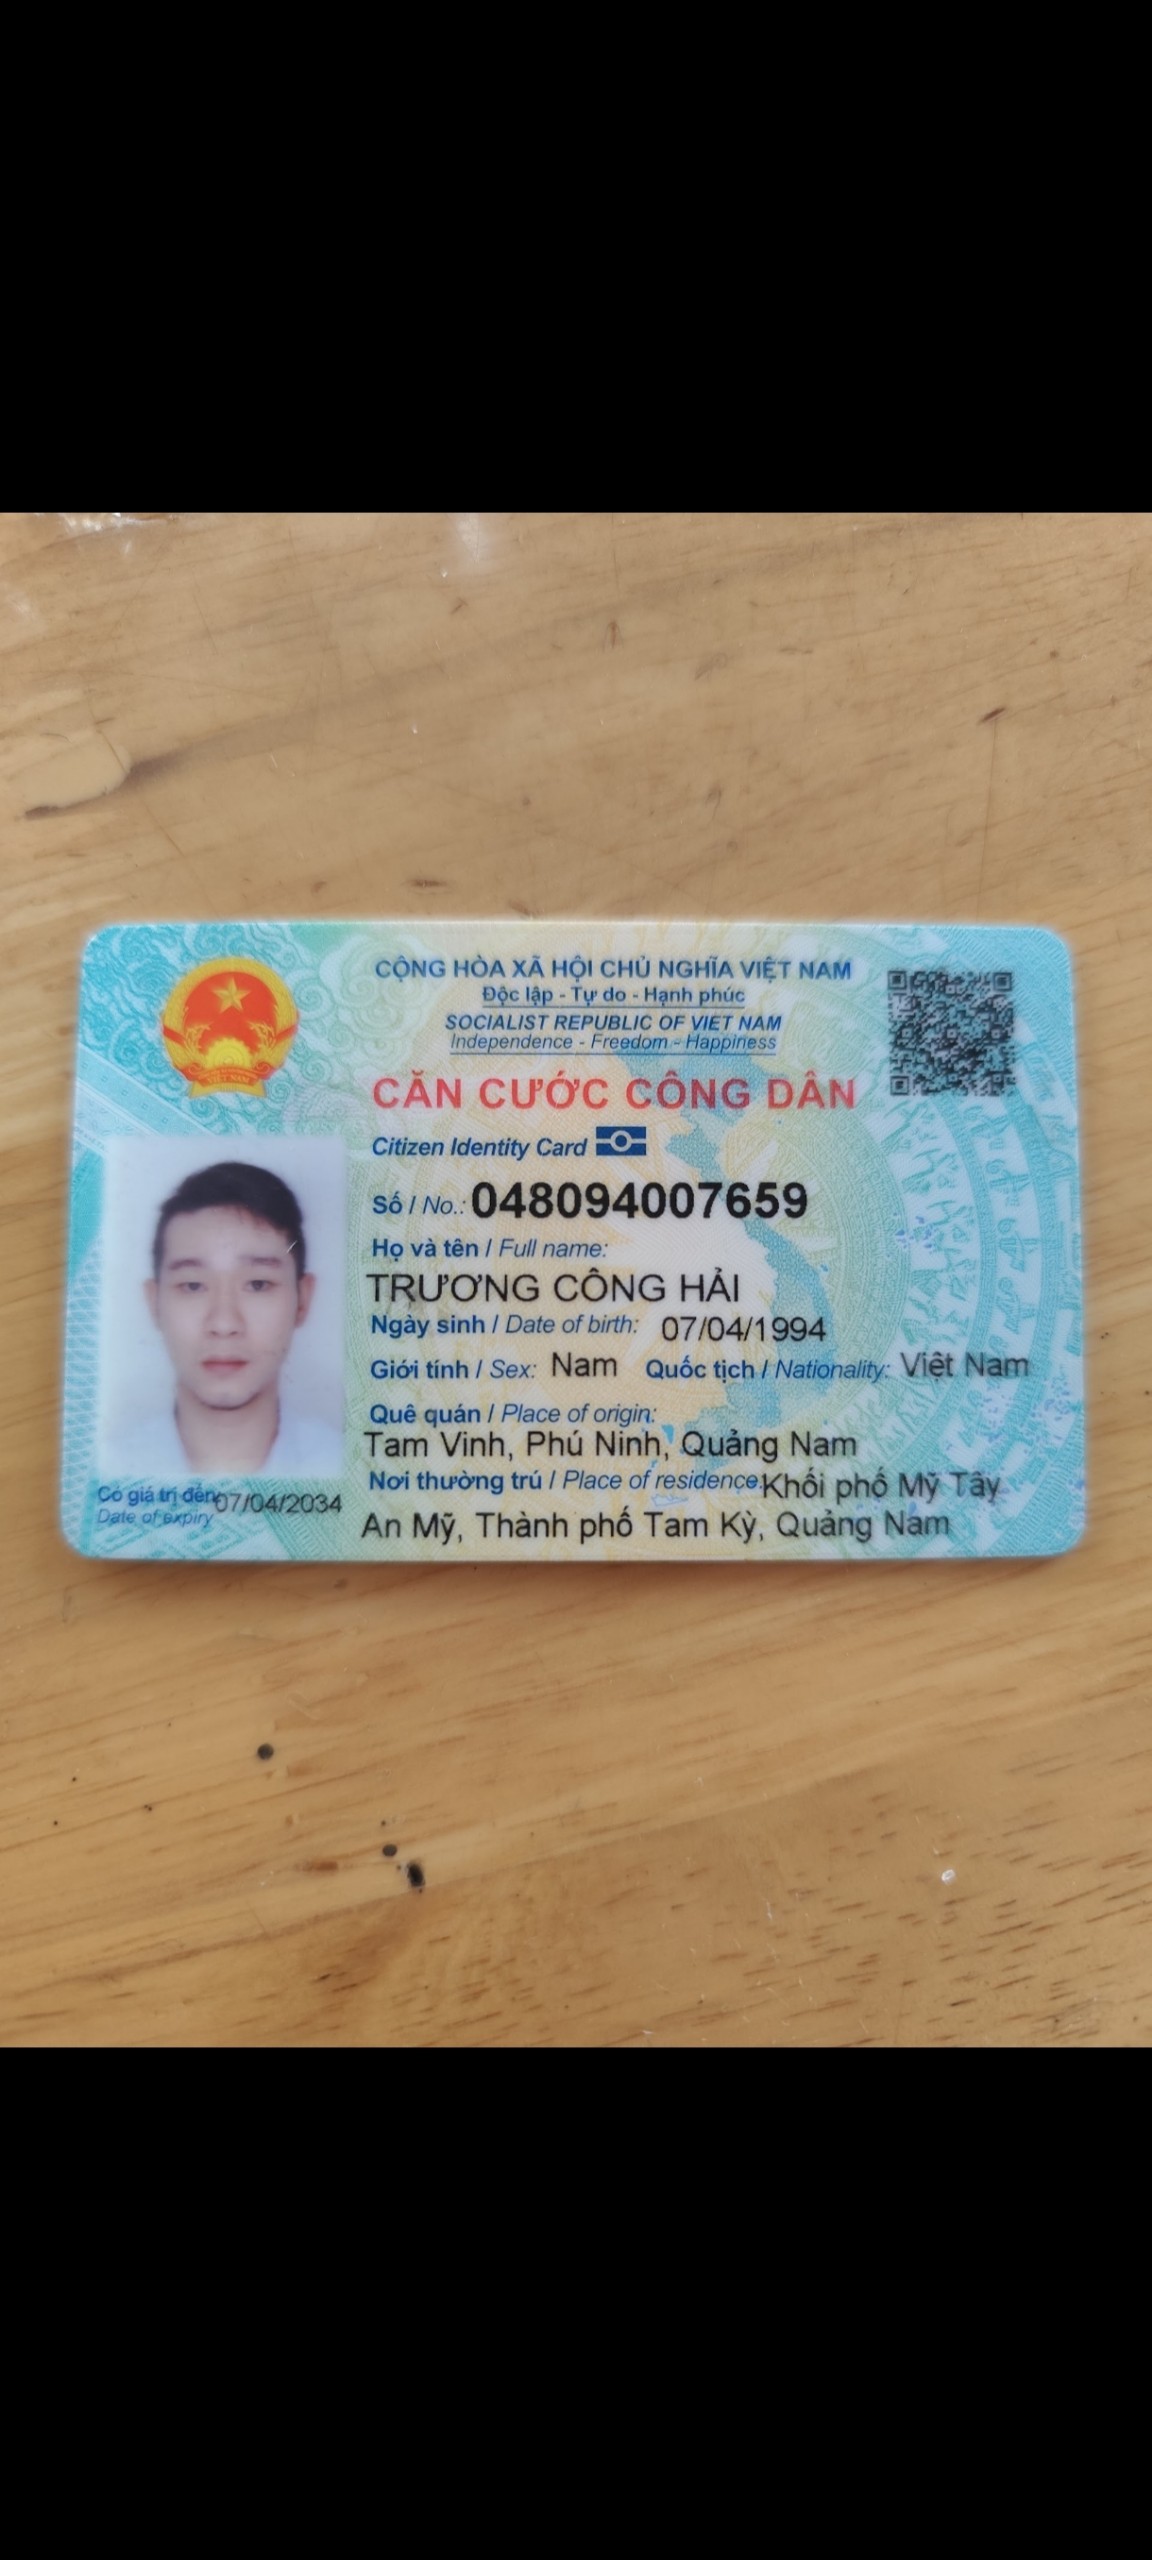 CỘNG HÒA XÃ HỘI CHỦ NGHĨA VIỆT NAM
Độc lập - Tự do - Hạnh phúc
SOCIALIST REPUBLIC OF VIET NAM
Independence - Freedom - Happiness
CĂN CƯỚC CÔNG DÂN
Citizen Identity Card
Số / No.: 048094007659
Họ và tên / Full name:
TRƯƠNG CÔNG HẢI
Ngày sinh / Date of birth: 07/04/1994
Giới tính / Sex: Nam Quốc tịch / Nationality: Việt Nam
Quê quán / Place of origin:
Tam Vinh, Phú Ninh, Quảng Nam
Nơi thường trú / Place of residence: Khối phố Mỹ Tây
An Mỹ, Thành phố Tam Kỳ, Quảng Nam
Có giá trị đến: 07/04/2034
Date of expiry
VIỆT NAM